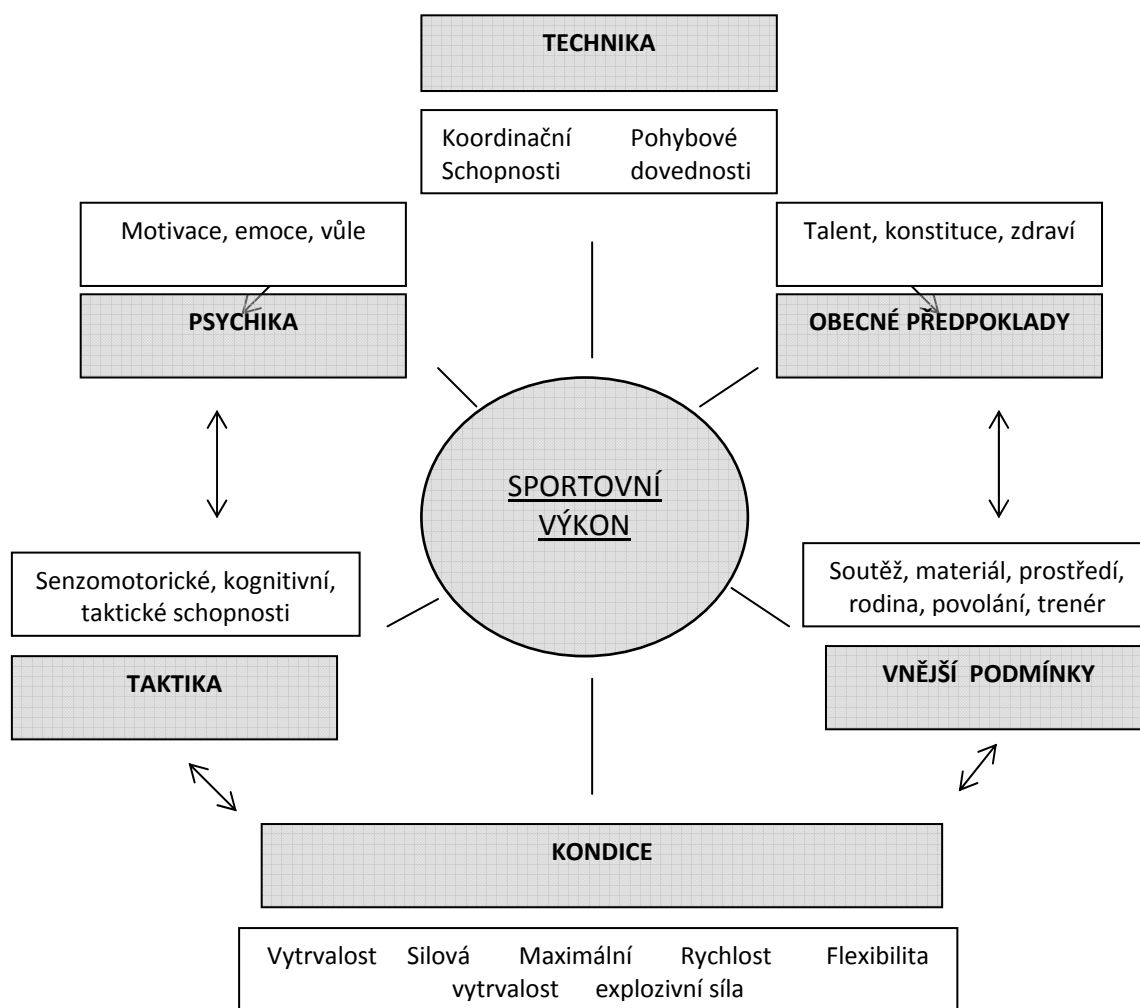 TECHNIKA
Koordinační Pohybové
Schopnosti dovednosti
Motivace, emoce, vůle
Talent, konstituce, zdraví
PSYCHIKA
OBECNÉ PŘEDPOKLADY
SPORTOVNÍ
VÝKON
Senzomotorické, kognitivní,
taktické schopnosti
Soutěž, materiál, prostředí,
rodina, povolání, trenér
TAKTIKA
VNĚJŠÍ PODMÍNKY
KONDICE
Vytrvalost Silová Maximální Rychlost Flexibilita
vytrvalost explozivní síla